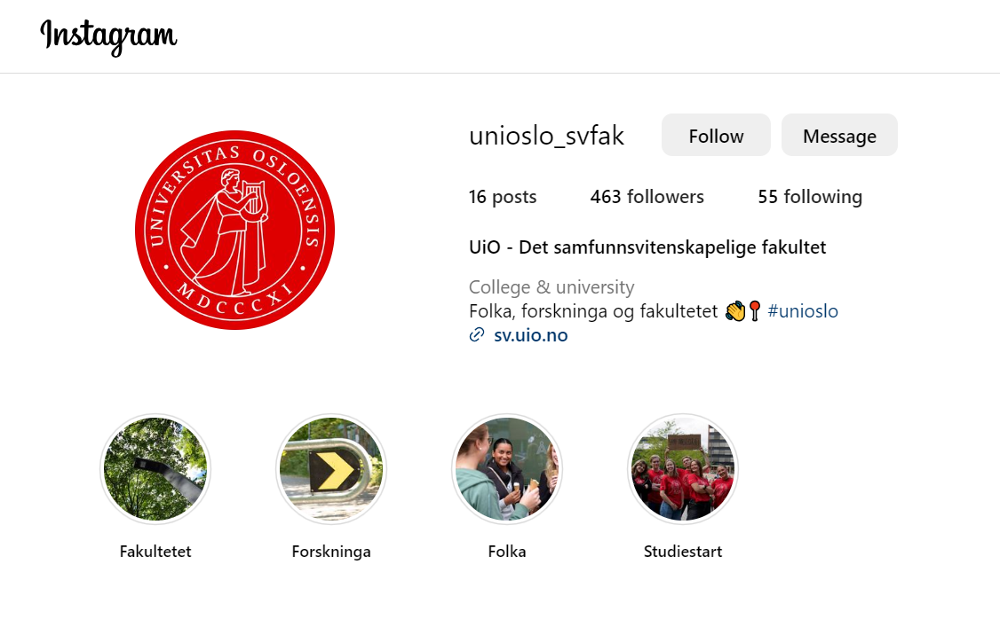 Instagram
unioslo_svfak Follow Message
UNIVERSITAS OSLOENSIS
MDCCCXI
16 posts 463 followers 55 following
UiO - Det samfunnsvitenskapelige fakultet
College & university
Folka, forskninga og fakultetet 👏📍 #unioslo
sv.uio.no
Fakultetet Forskninga Folka Studiestart